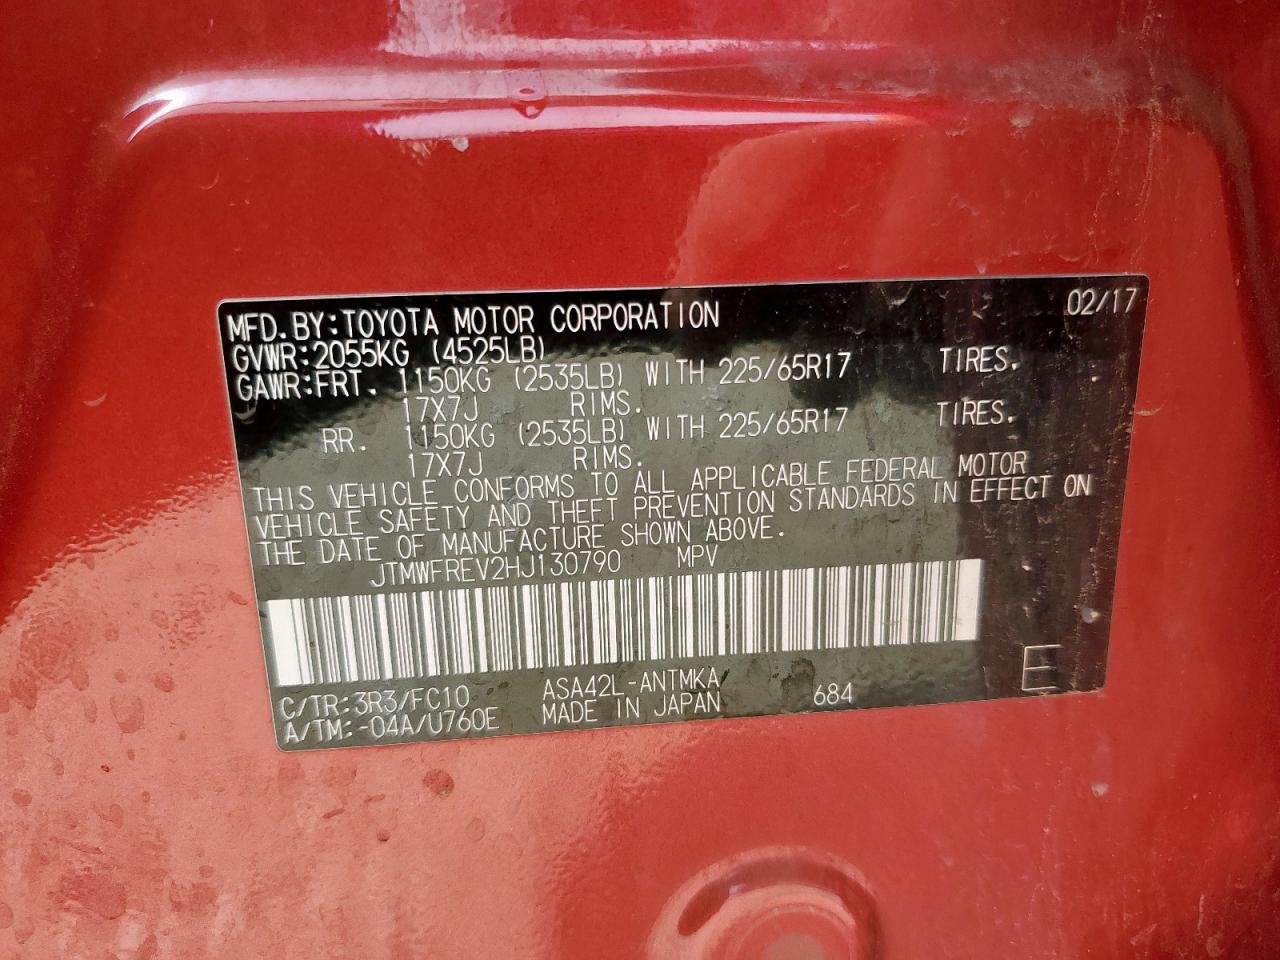 MFD.BY:TOYOTA MOTOR CORPORATION 02/17
GVWR:2055KG (4525LB)
GAWR:FRT. 1150KG (2535LB) WITH 225/65R17 TIRES.
17X7J RIMS.
RR. 1150KG (2535LB) WITH 225/65R17 TIRES.
17X7J RIMS.
THIS VEHICLE CONFORMS TO ALL APPLICABLE FEDERAL MOTOR
VEHICLE SAFETY AND THEFT PREVENTION STANDARDS IN EFFECT ON
THE DATE OF MANUFACTURE SHOWN ABOVE.
JTMWFREV2HJ130790 MPV
C/TR:3R3/FC10 ASA42L-ANTMKA 684 E
A/TM:-04A/U760E MADE IN JAPAN